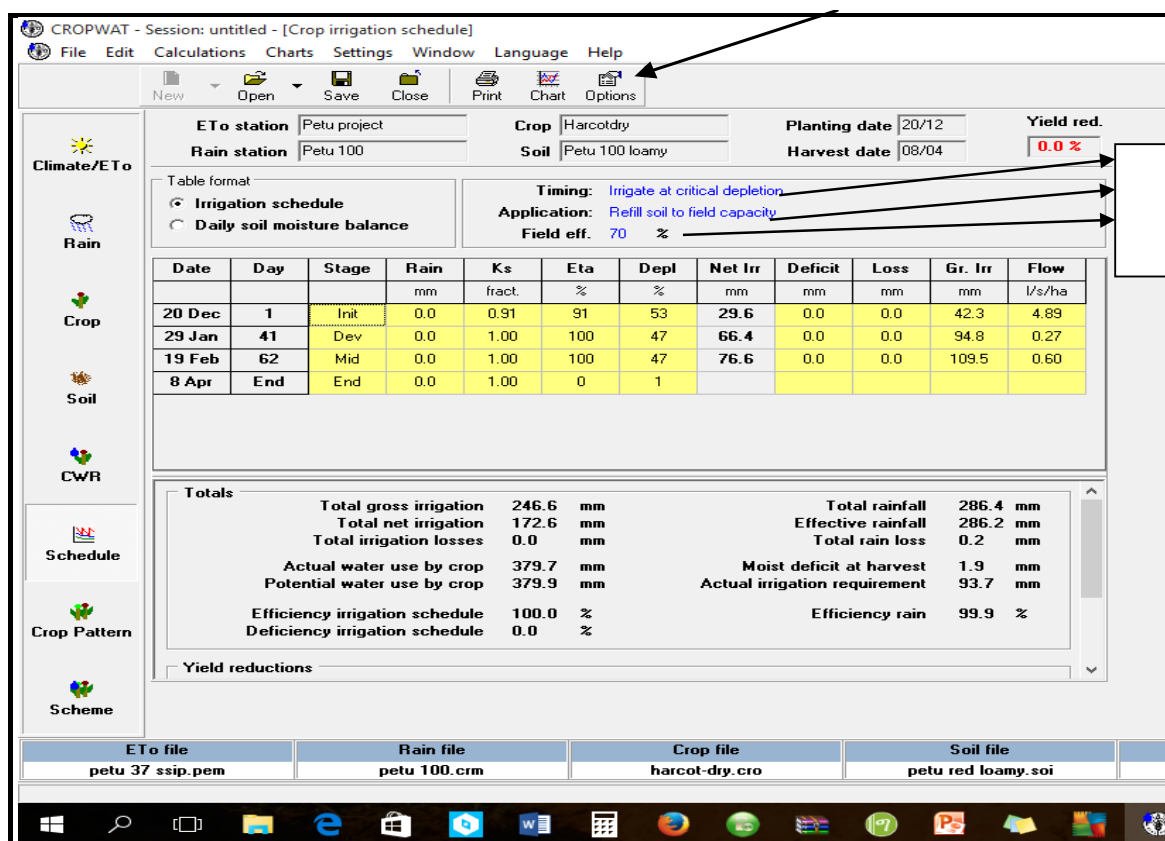 CROPWAT - Session: untitled - [Crop irrigation schedule]
File Edit Calculations Charts Settings Window Language Help
New Open Save Close Print Chart Options
ETo station Petu project Crop Harcotdry Planting date 20/12 Yield red.
Rain station Petu 100 Soil Petu 100 loamy Harvest date 08/04 0.0 %
Table format
Irrigation schedule
Daily soil moisture balance
Timing: Irrigate at critical depletion
Application: Refill soil to field capacity
Field eff. 70 %
Date Day Stage Rain Ks Eta Depl Net Irr Deficit Loss Gr. Irr Flow
mm fract. % % mm mm mm mm l/s/ha
20 Dec 1 Init 0.0 0.91 91 53 29.6 0.0 0.0 42.3 4.89
29 Jan 41 Dev 0.0 1.00 100 47 66.4 0.0 0.0 94.8 0.27
19 Feb 62 Mid 0.0 1.00 100 47 76.6 0.0 0.0 109.5 0.60
8 Apr End End 0.0 1.00 0 1
Totals
Total gross irrigation 246.6 mm Total rainfall 286.4 mm
Total net irrigation 172.6 mm Effective rainfall 286.2 mm
Total irrigation losses 0.0 mm Total rain loss 0.2 mm
Actual water use by crop 379.7 mm Moist deficit at harvest 1.9 mm
Potential water use by crop 379.9 mm Actual irrigation requirement 93.7 mm
Efficiency irrigation schedule 100.0 % Efficiency rain 99.9 %
Deficiency irrigation schedule 0.0 %
Yield reductions
Climate/ETo
Rain
Crop
Soil
CWR
Schedule
Crop Pattern
Scheme
ETo file Rain file Crop file Soil file
petu 37 ssip.pem petu 100.crm harcot-dry.cro petu red loamy.soi